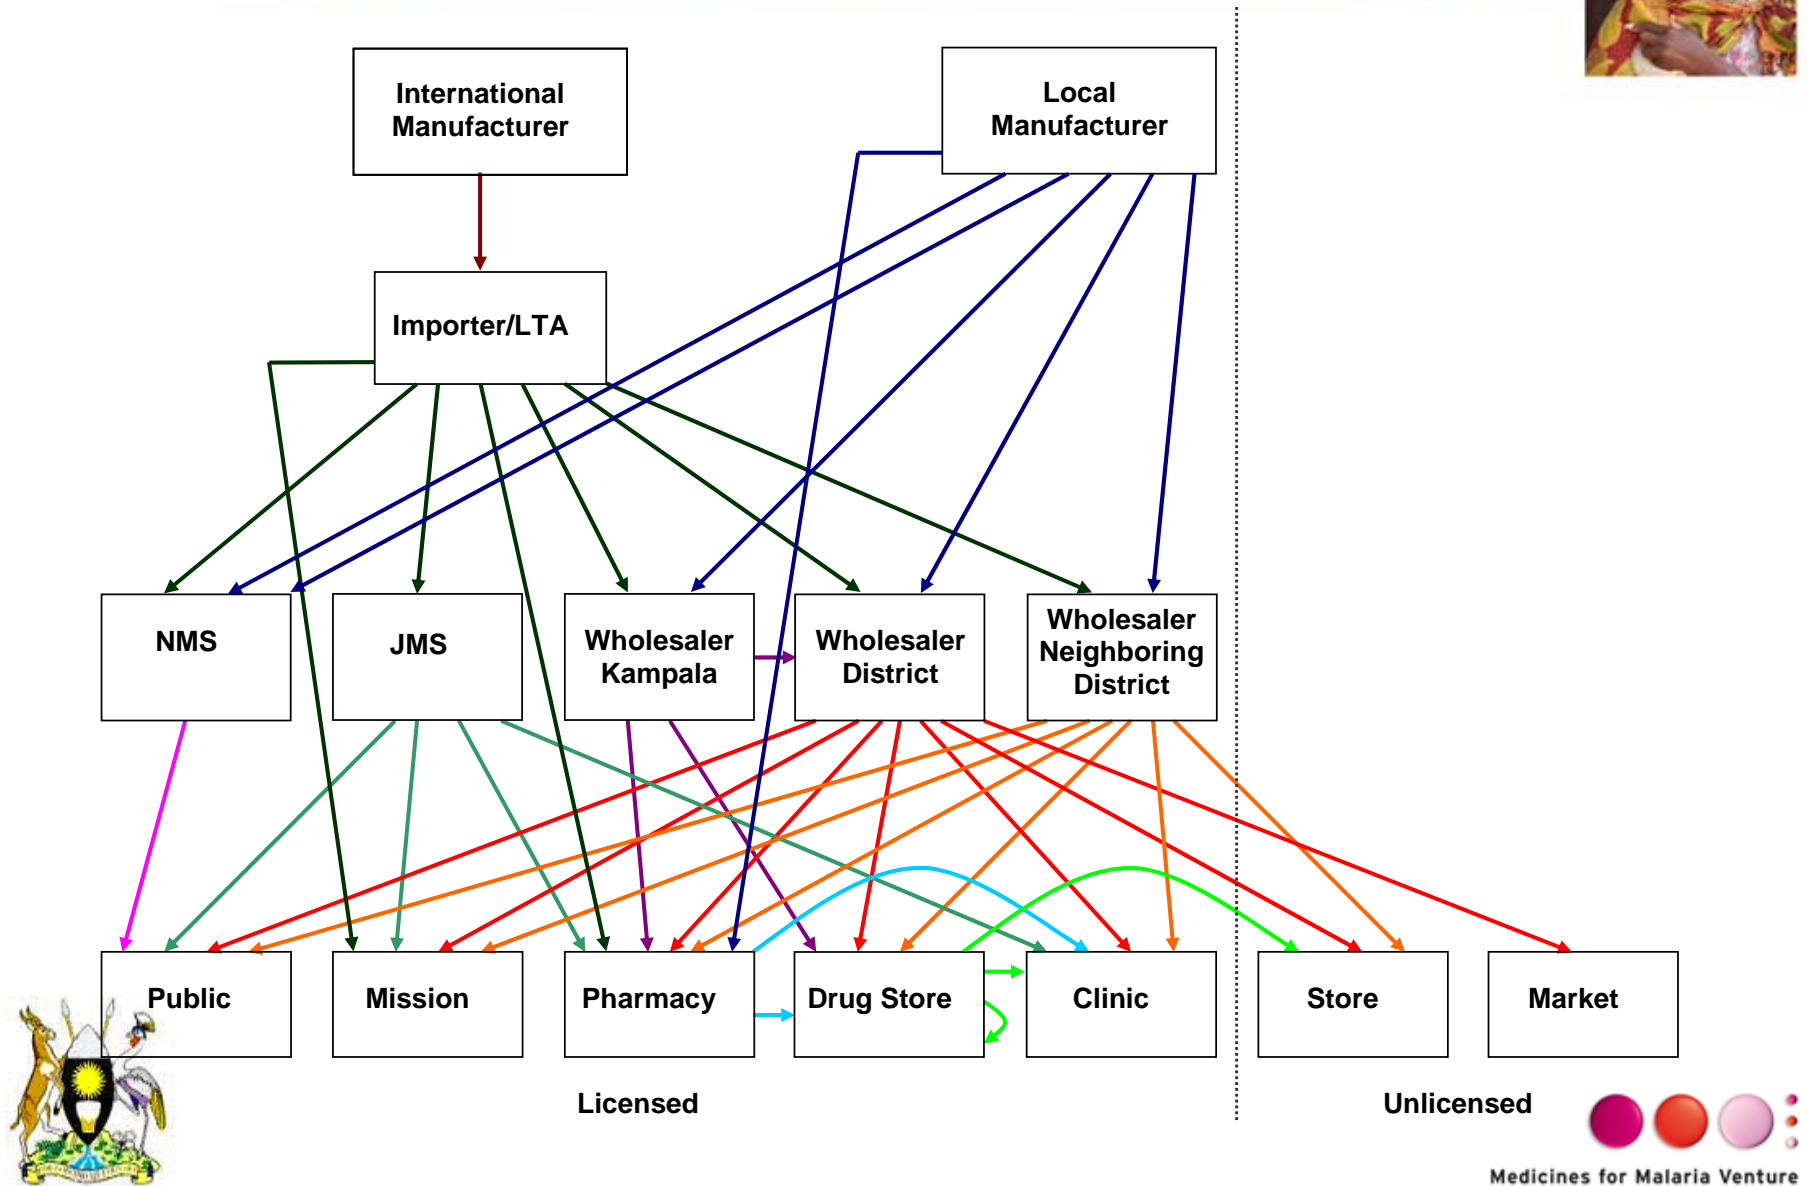 International
Manufacturer
Local
Manufacturer
Importer/LTA
NMS
JMS
Wholesaler
Kampala
Wholesaler
District
Wholesaler
Neighboring
District
Public
Mission
Pharmacy
Drug Store
Clinic
Store
Market
Licensed
Unlicensed
Medicines for Malaria Venture